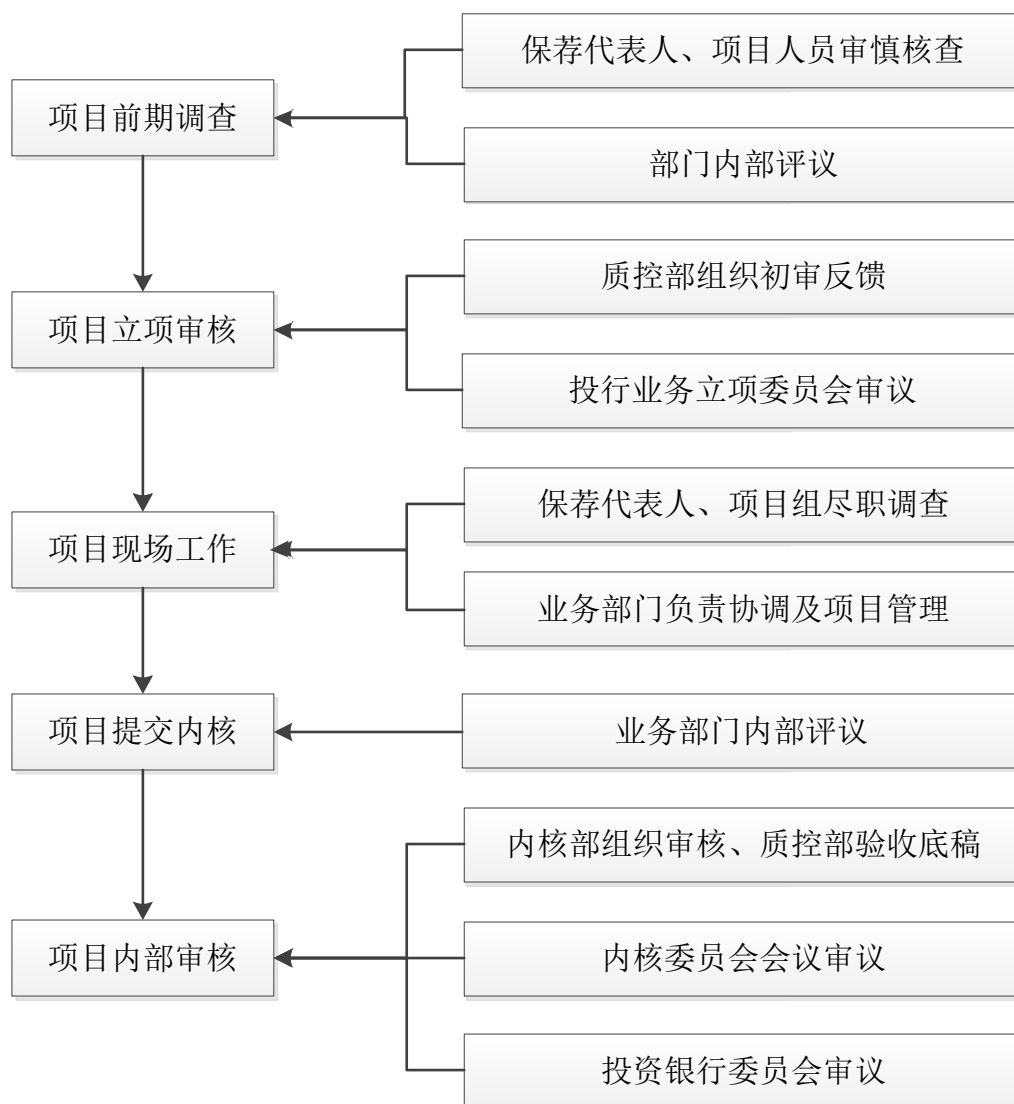 保荐代表人、项目人员审慎核查
项目前期调查
部门内部评议
质控部组织初审反馈
项目立项审核
投行业务立项委员会审议
保荐代表人、项目组尽职调查
项目现场工作
业务部门负责协调及项目管理
项目提交内核
业务部门内部评议
内核部组织审核、质控部验收底稿
项目内部审核
内核委员会会议审议
投资银行委员会审议